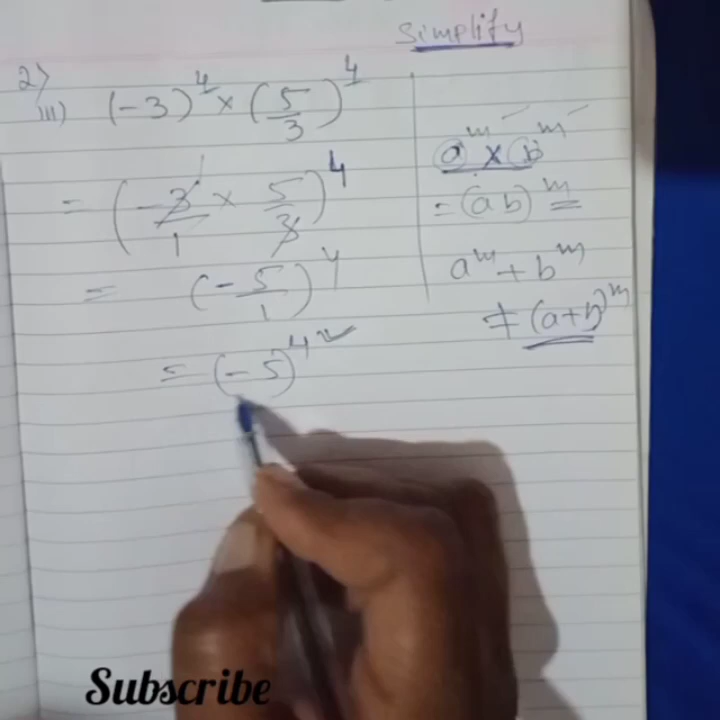 Simplify
2)
iii) (-3)^4 × (5/3)^4
= (-3/1 × 5/3)^4
= (-5/1)^4
= (-5)^4
a^m × b^m
= (ab)^m
a^m + b^m
≠ (a+b)^m
Subscribe